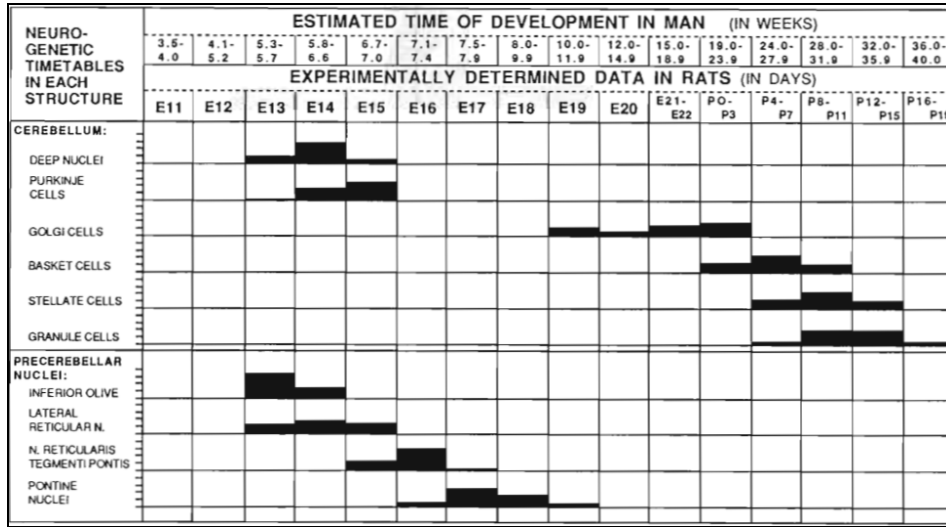 NEURO-
GENETIC
TIMETABLES
IN EACH
STRUCTURE
ESTIMATED TIME OF DEVELOPMENT IN MAN (IN WEEKS)
3.5-4.0 4.1-5.2 5.3-5.7 5.8-6.6 6.7-7.0 7.1-7.4 7.5-7.9 8.0-9.9 10.0-11.9 12.0-14.9 15.0-18.9 19.0-23.9 24.0-27.9 28.0-31.9 32.0-35.9 36.0-40.0
EXPERIMENTALLY DETERMINED DATA IN RATS (IN DAYS)
E11 E12 E13 E14 E15 E16 E17 E18 E19 E20 E21-E22 PO-P3 P4-P7 P8-P11 P12-P15 P16-
CEREBELLUM:
DEEP NUCLEI
PURKINJE
CELLS
GOLGI CELLS
BASKET CELLS
STELLATE CELLS
GRANULE CELLS
PRECEREBELLAR
NUCLEI:
INFERIOR OLIVE
LATERAL
RETICULAR N.
N. RETICULARIS
TEGMENTI PONTIS
PONTINE
NUCLEI